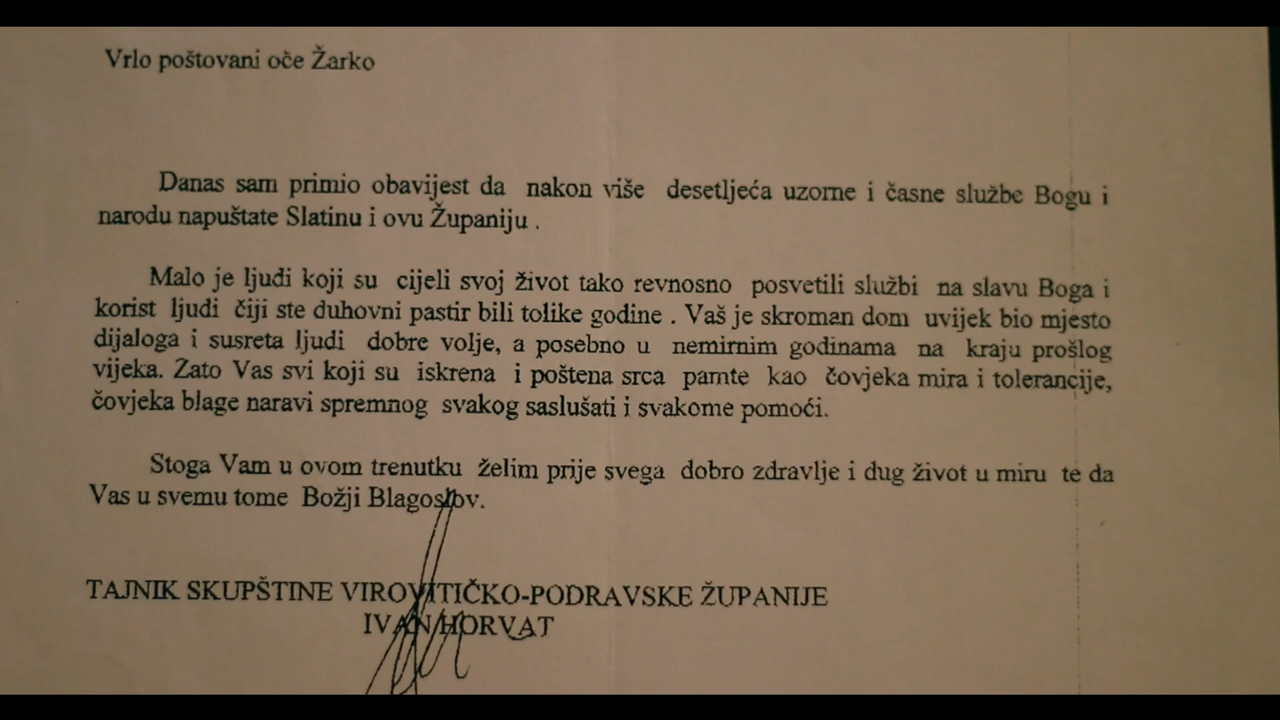 Vrlo poštovani oče Žarko
Danas sam primio obavijest da nakon više desetljeća uzorne i časne službe Bogu i
narodu napuštate Slatinu i ovu Županiju .
Malo je ljudi koji su cijeli svoj život tako revnosno posvetili službi na slavu Boga i
korist ljudi čiji ste duhovni pastir bili tolike godine . Vaš je skroman dom uvijek bio mjesto
dijaloga i susreta ljudi dobre volje, a posebno u nemirnim godinama na kraju prošlog
vijeka. Zato Vas svi koji su iskrena i poštena srca pamte kao čovjeka mira i tolerancije,
čovjeka blage naravi spremnog svakog saslušati i svakome pomoći.
Stoga Vam u ovom trenutku želim prije svega dobro zdravlje i dug život u miru te da
Vas u svemu tome Božji Blagoslov.
TAJNIK SKUPŠTINE VIROVITIČKO-PODRAVSKE ŽUPANIJE
IVAN HORVAT